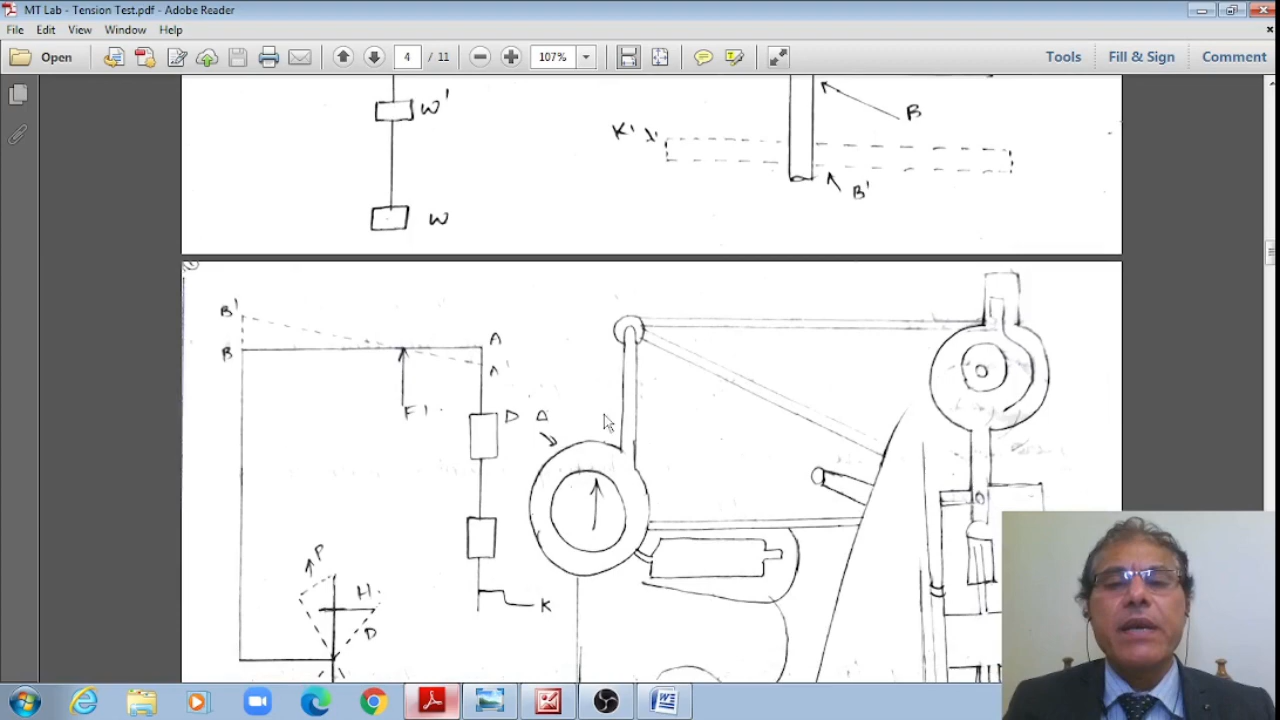 MT Lab - Tension Test.pdf - Adobe Reader
File Edit View Window Help
Open 4 / 11 107% Tools Fill & Sign Comment
W'
W
B
K'
B'
B'
B
A
A'
F1
D
Δ
P
H
D
K